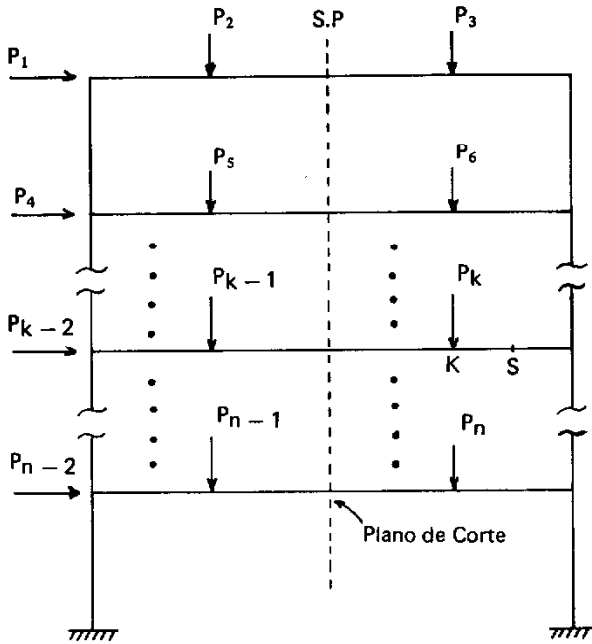 P₂
S.P
P₃
P₁
P₅
P₆
P₄
Pk − 1
Pk
Pk − 2
K
S
Pn − 1
Pn
Pn − 2
Plano de Corte